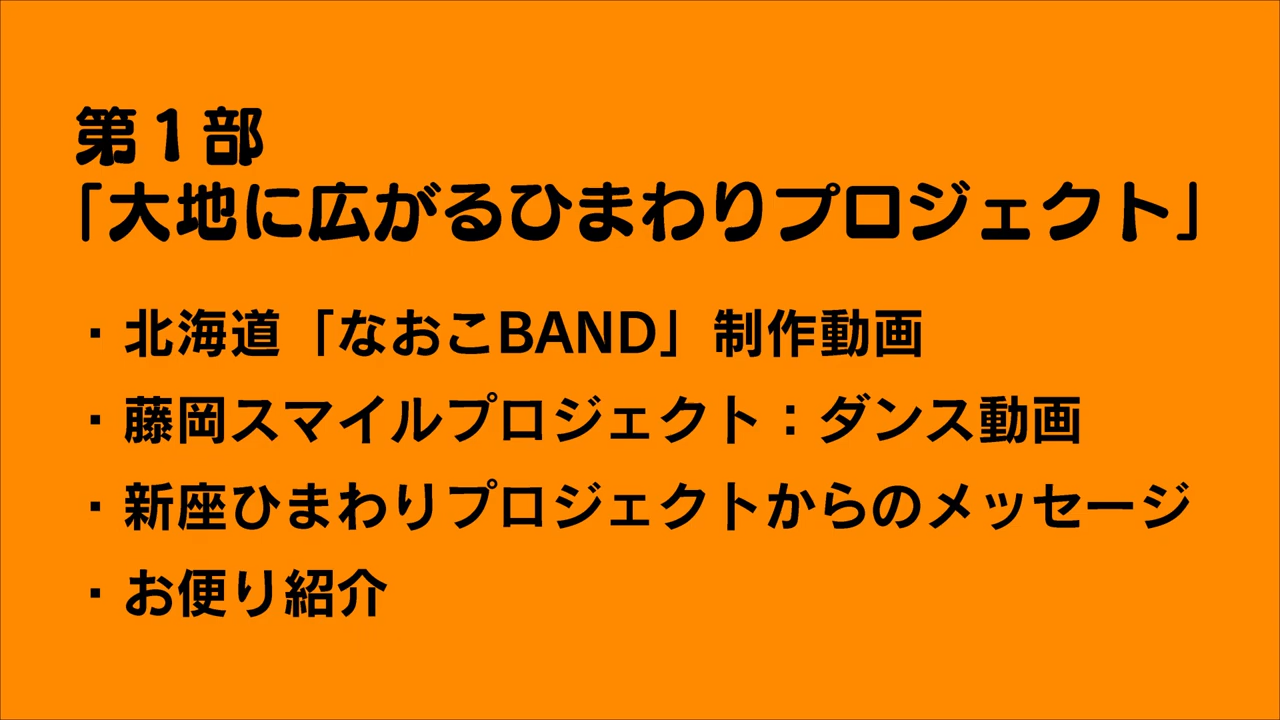 第１部
「大地に広がるひまわりプロジェクト」
・北海道「なおこBAND」制作動画
・藤岡スマイルプロジェクト：ダンス動画
・新座ひまわりプロジェクトからのメッセージ
・お便り紹介